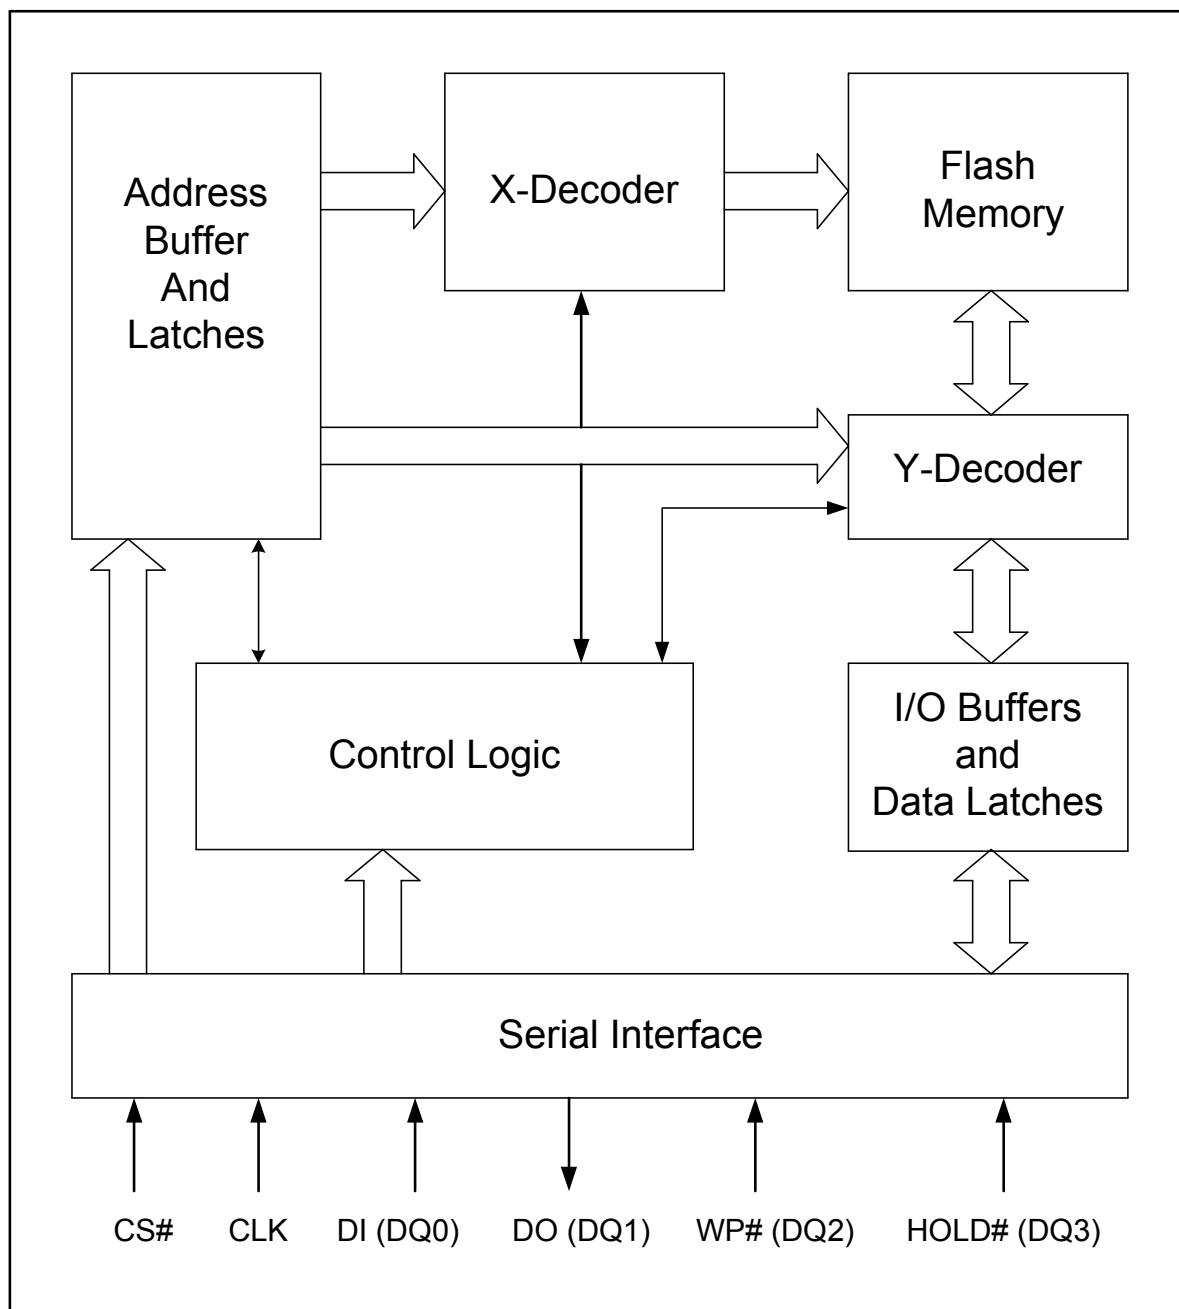 Address
Buffer
And
Latches
X-Decoder
Flash
Memory
Y-Decoder
Control Logic
I/O Buffers
and
Data Latches
Serial Interface
CS#
CLK
DI (DQ0)
DO (DQ1)
WP# (DQ2)
HOLD# (DQ3)